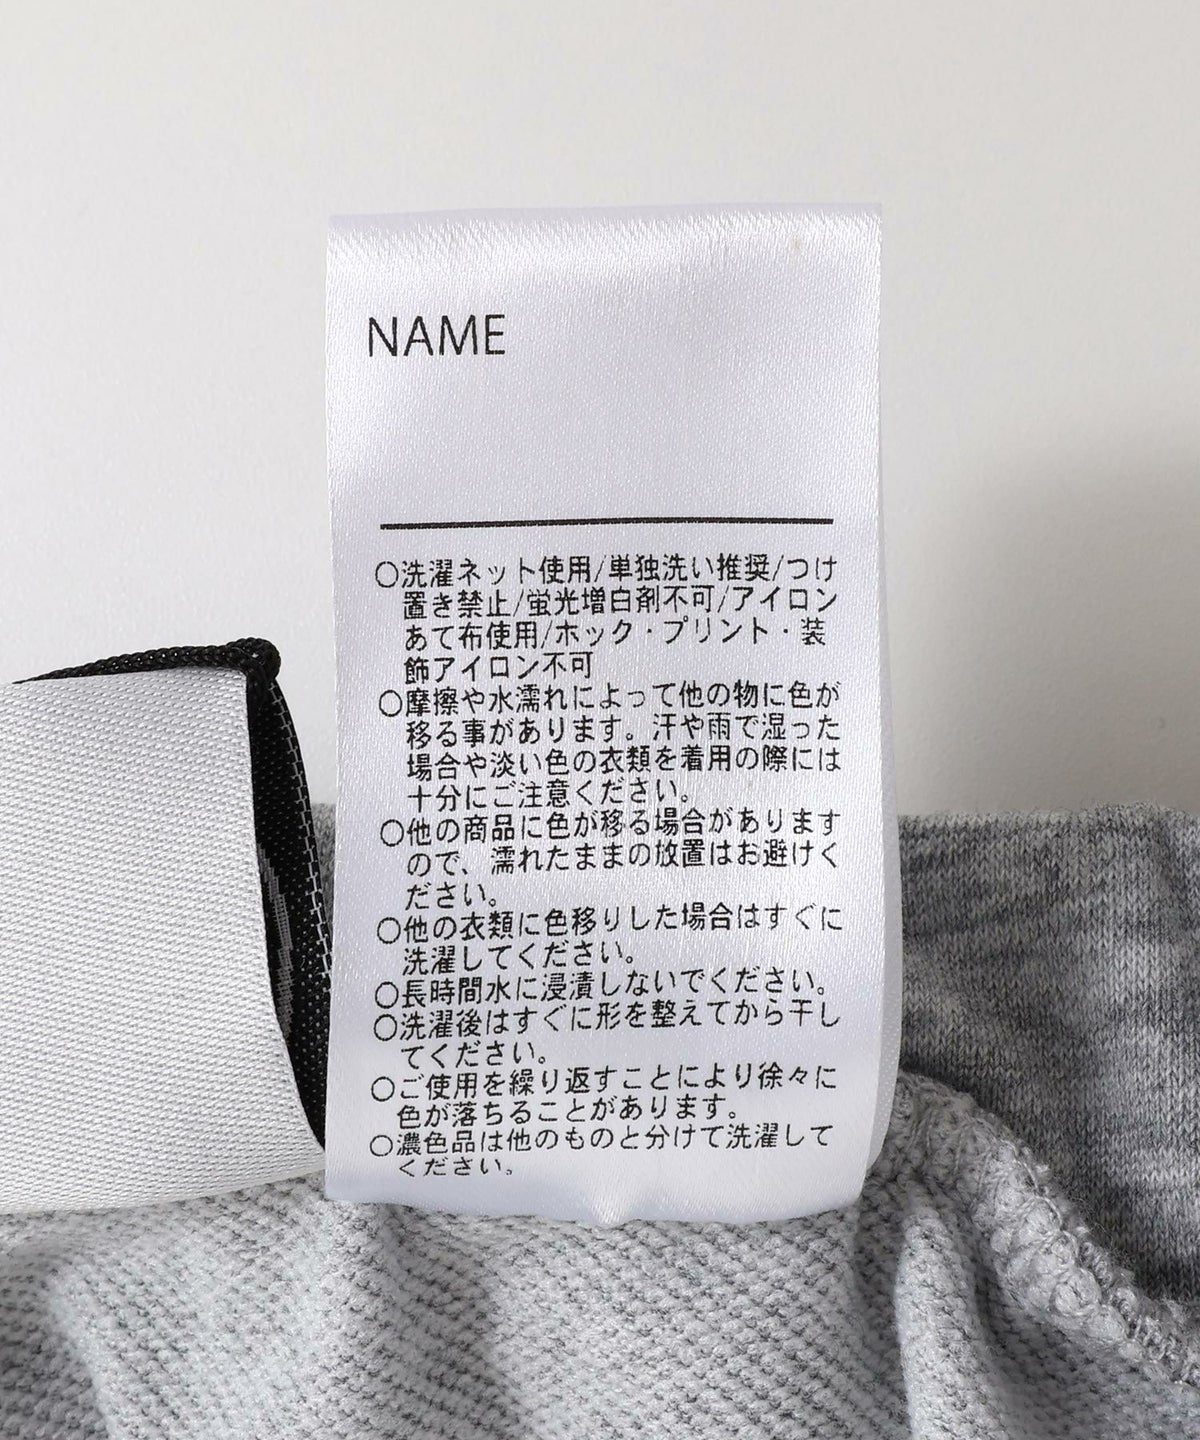 NAME
○洗濯ネット使用/単独洗い推奨/つけ
置き禁止/蛍光増白剤不可/アイロン
あて布使用/ホック・プリント・装
飾アイロン不可
○摩擦や水濡れによって他の物に色が
移る事があります。汗や雨で湿った
場合や淡い色の衣類を着用の際には
十分にご注意ください。
○他の商品に色が移る場合があります
ので、濡れたままの放置はお避けく
ださい。
○他の衣類に色移りした場合はすぐに
洗濯してください。
○長時間水に浸漬しないでください。
○洗濯後はすぐに形を整えてから干し
てください。
○ご使用を繰り返すことにより徐々に
色が落ちることがあります。
○濃色品は他のものと分けて洗濯して
ください。